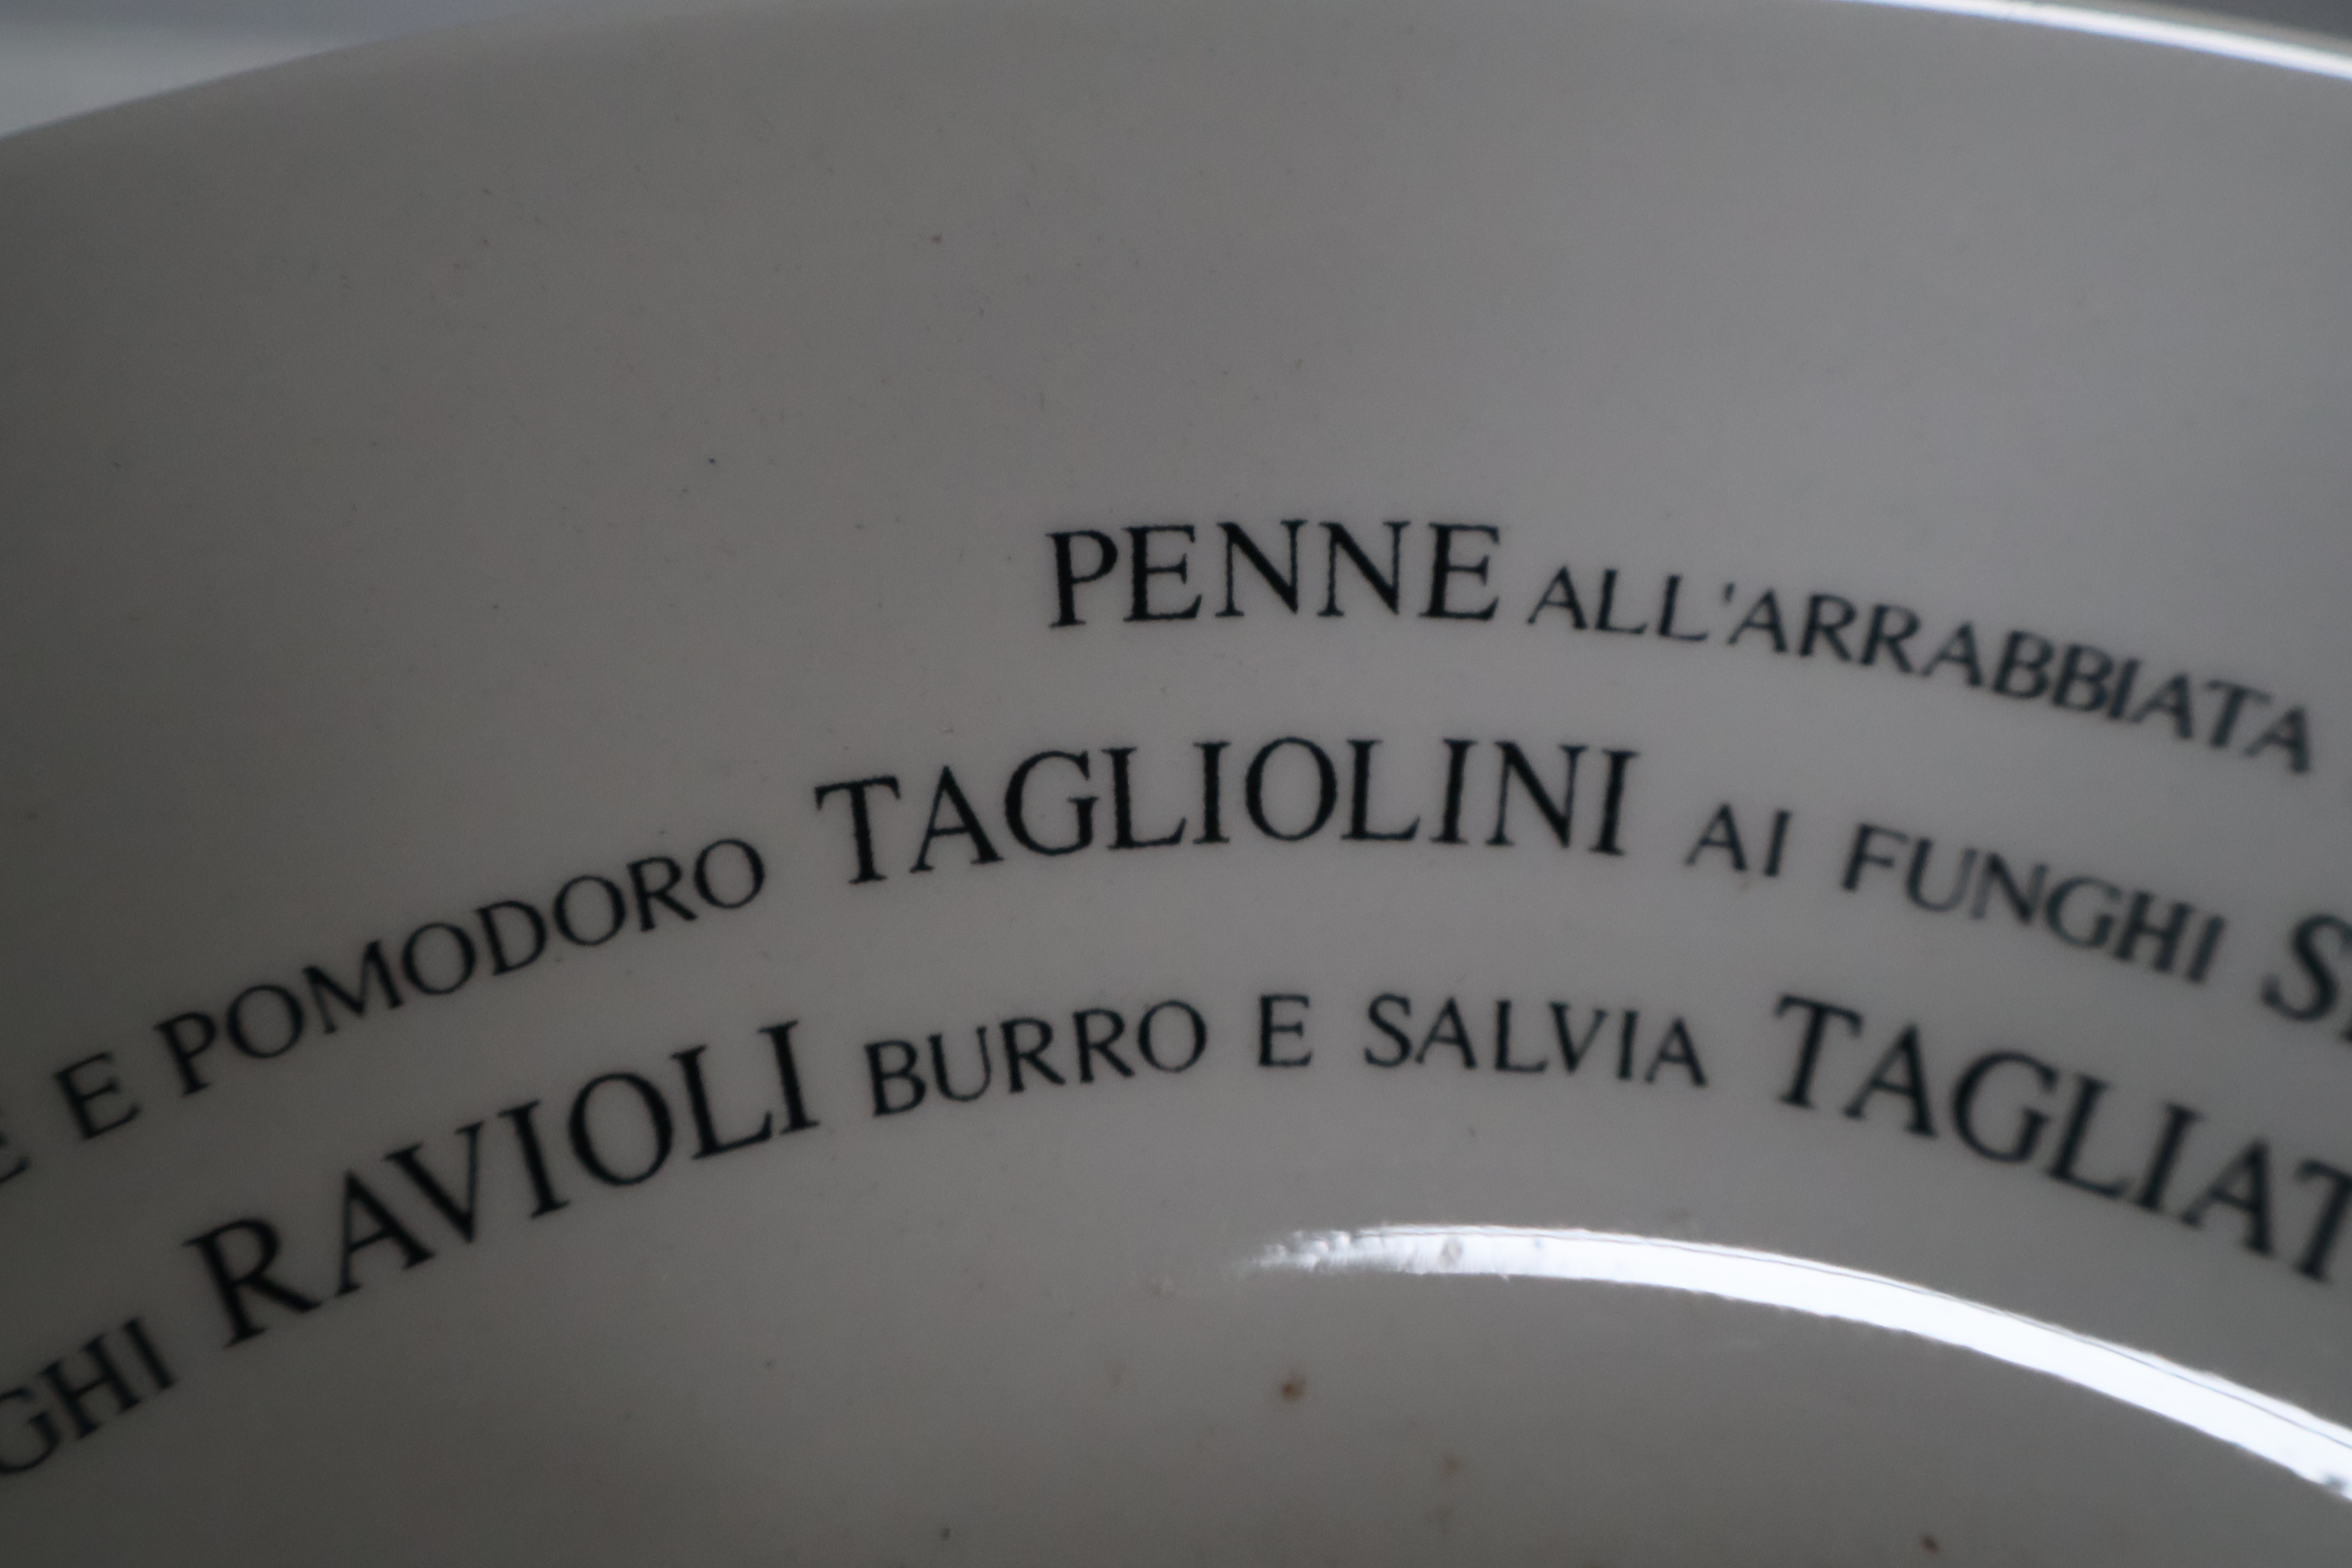 PENNE ALL'ARRABBIATA
E POMODORO TAGLIOLINI AI FUNGHI
RAVIOLI BURRO E SALVIA